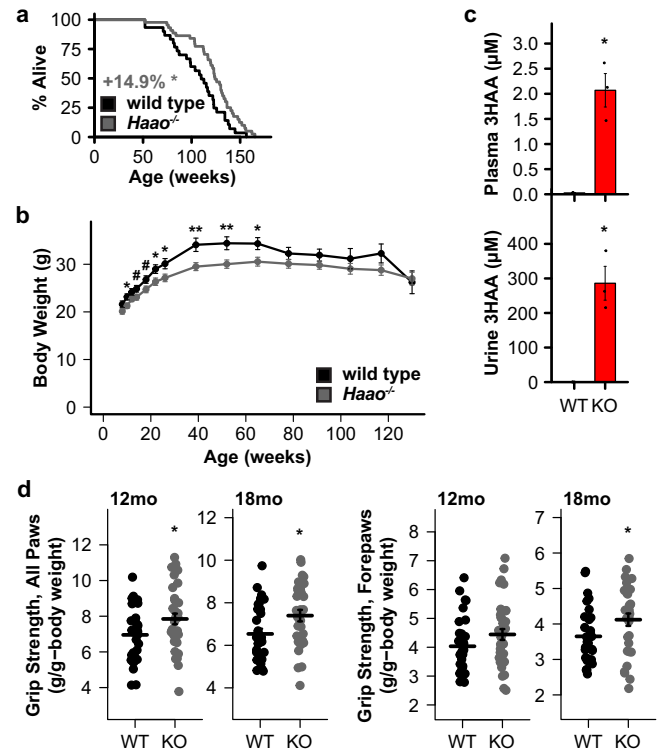 a
% Alive
100
75
50
25
0
+14.9% *
wild type
Haao-/-
0 50 100 150
Age (weeks)
b
Body Weight (g)
30
20
10
0
* # # * * ** ** *
wild type
Haao-/-
0 20 40 60 80 100 120
Age (weeks)
c
Plasma 3HAA (µM)
3.0
2.5
2.0
1.5
1.0
0.5
0.0
*
Urine 3HAA (µM)
400
300
200
100
0
*
WT KO
d
Grip Strength, All Paws
(g/g−body weight)
12mo
12
10
8
6
4
*
WT KO
18mo
12
10
8
6
4
*
WT KO
Grip Strength, Forepaws
(g/g−body weight)
12mo
8
7
6
5
4
3
2
WT KO
18mo
7
6
5
4
3
2
*
WT KO